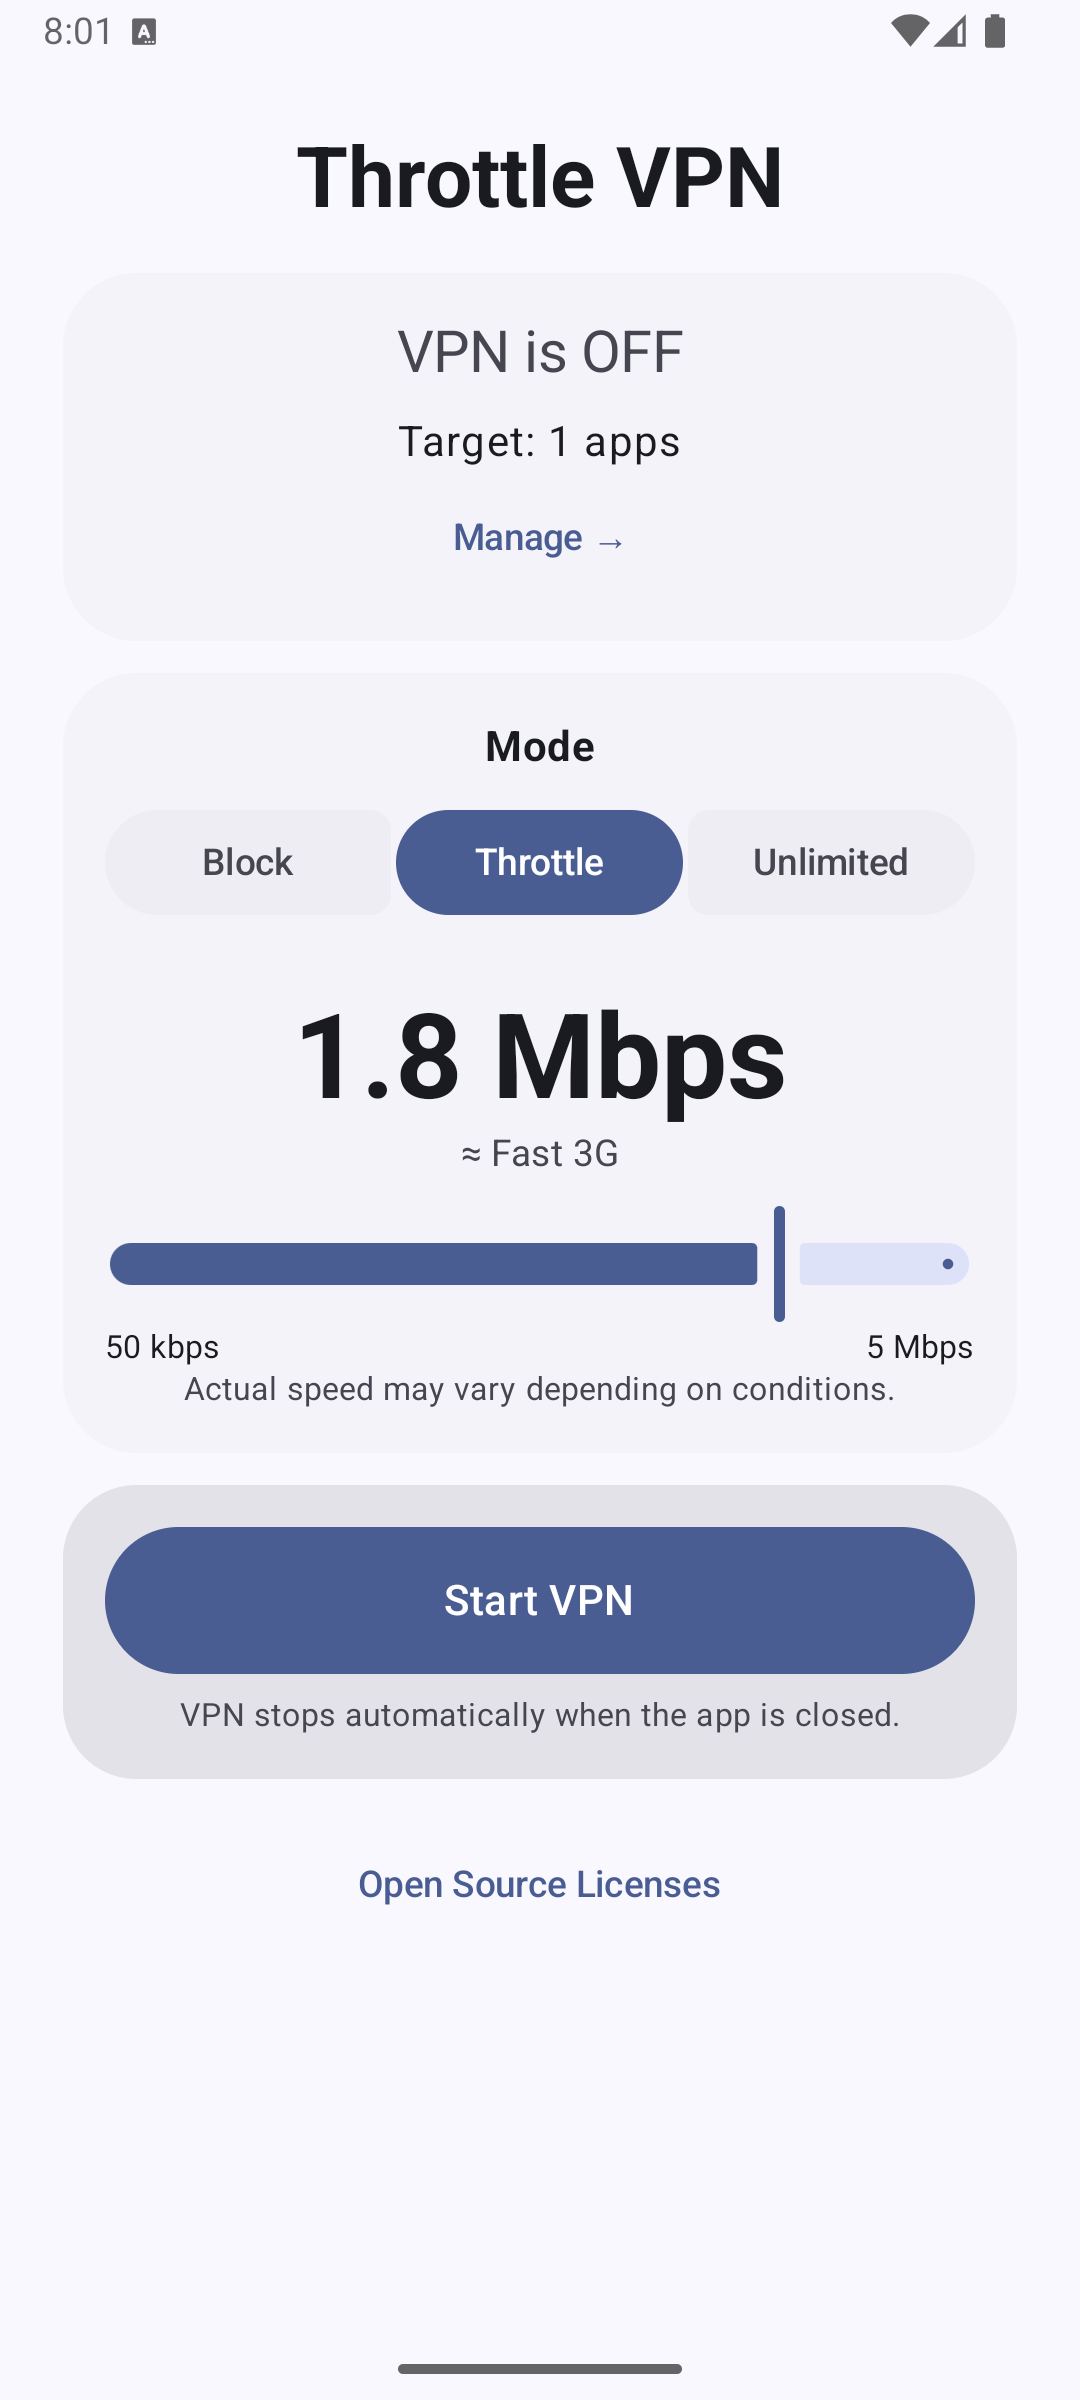 8:01
Throttle VPN
VPN is OFF
Target: 1 apps
Manage →
Mode
Block
Throttle
Unlimited
1.8 Mbps
≈ Fast 3G
50 kbps
5 Mbps
Actual speed may vary depending on conditions.
Start VPN
VPN stops automatically when the app is closed.
Open Source Licenses